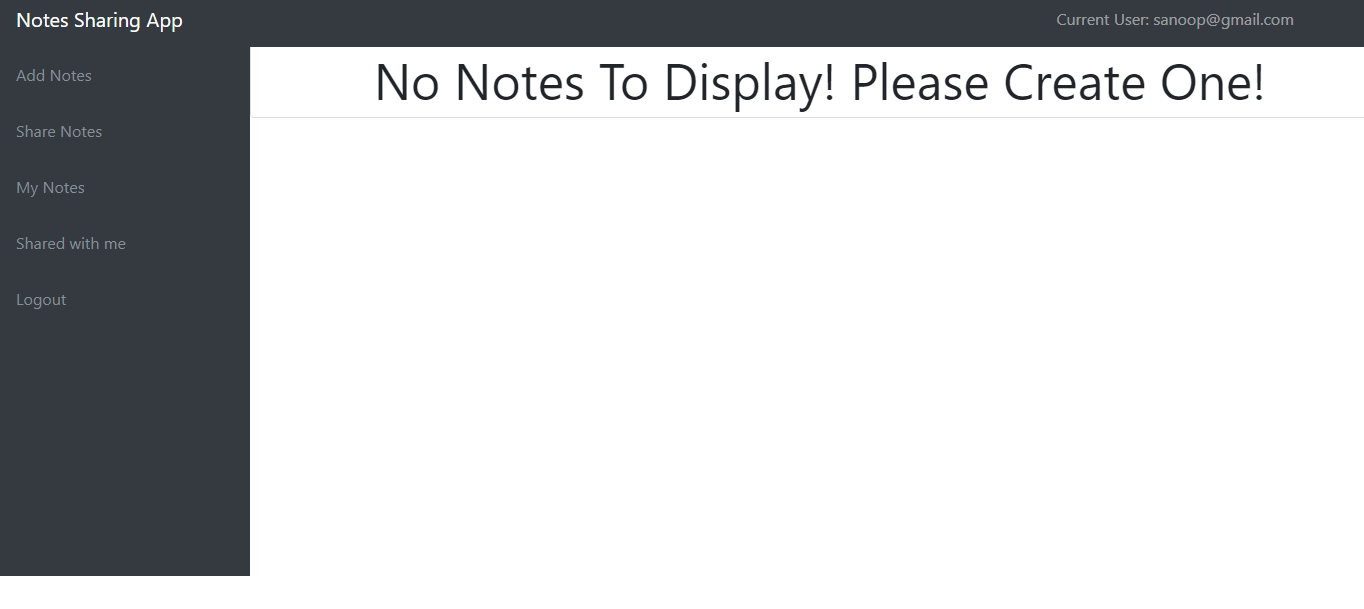 Notes Sharing App
Current User: sanoop@gmail.com
Add Notes
Share Notes
My Notes
Shared with me
Logout
No Notes To Display! Please Create One!